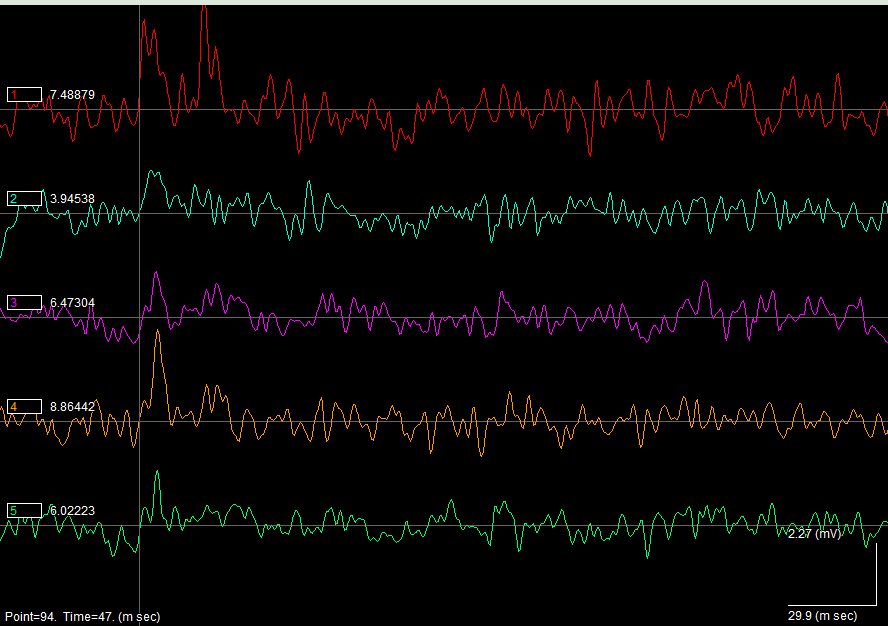 1 -7.48879
2 3.94538
3 6.47304
4 8.86442
5 6.02223
2.27 (mV)
29.9 (m sec)
Point=94. Time=47. (m sec)